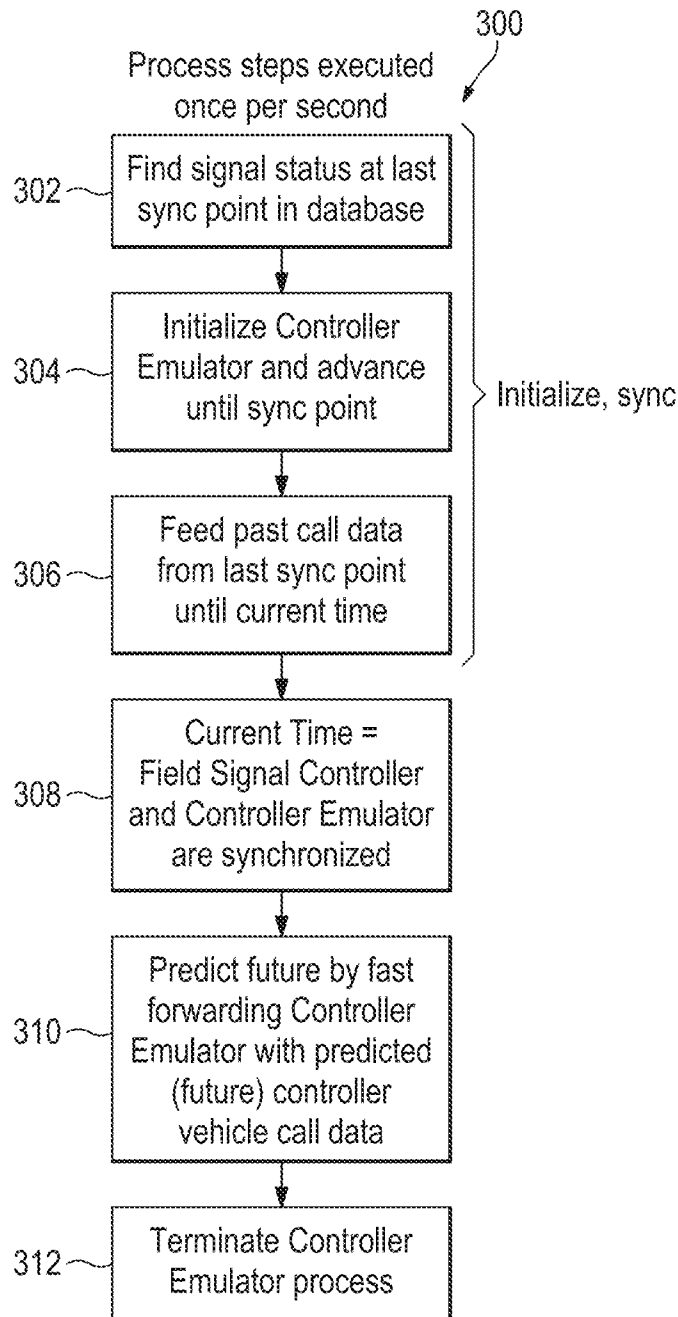 300
Process steps executed
once per second
302
Find signal status at last
sync point in database
304
Initialize Controller
Emulator and advance
until sync point
Initialize, sync
306
Feed past call data
from last sync point
until current time
308
Current Time =
Field Signal Controller
and Controller Emulator
are synchronized
310
Predict future by fast
forwarding Controller
Emulator with predicted
(future) controller
vehicle call data
312
Terminate Controller
Emulator process